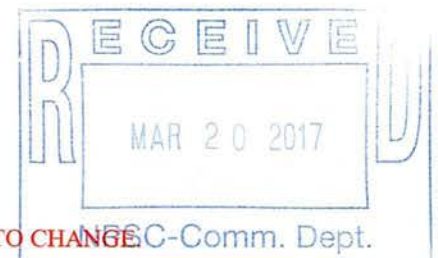 RECEIVED
MAR 20 2017
TO CHANGE.
C-Comm. Dept.